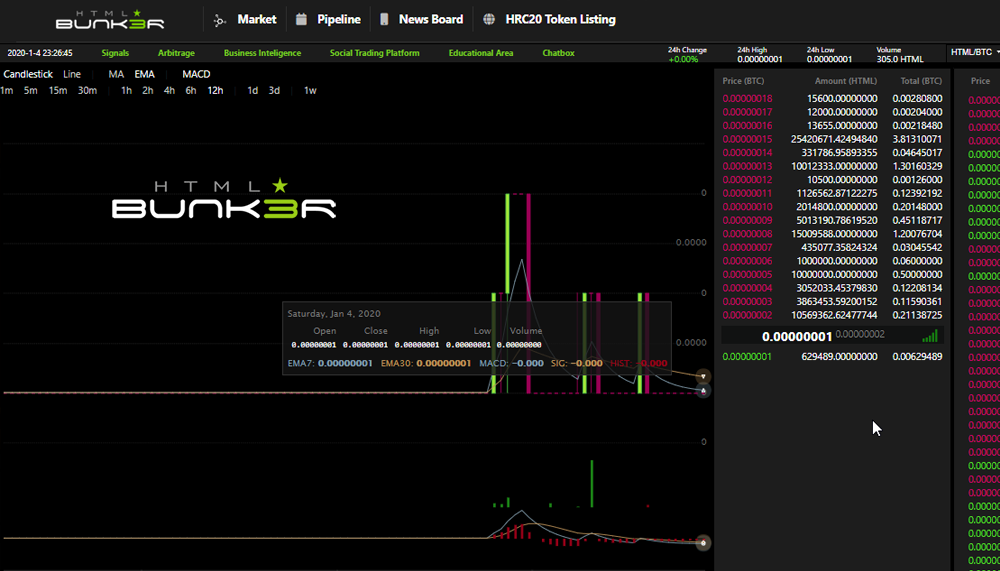 HTML
BUNK3R
Market Pipeline News Board HRC20 Token Listing
2020-1-4 23:26:45 Signals Arbitrage Business Inteligence Social Trading Platform Educational Area Chatbox
24h Change 24h High 24h Low Volume
+0.00% 0.00000001 0.00000001 305.0 HTML
HTML/BTC
Candlestick Line MA EMA MACD
1m 5m 15m 30m 1h 2h 4h 6h 12h 1d 3d 1w
HTML
BUNK3R
0
0.0000
0
0.0000
0
Saturday, Jan 4, 2020
Open Close High Low Volume
0.00000001 0.00000001 0.00000001 0.00000001 0.00000000
EMA7: 0.00000001 EMA30: 0.00000001 MACD: −0.000 SIG: −0.000 HIST: −0.000
Price (BTC) Amount (HTML) Total (BTC)
0.00000018 15600.00000000 0.00280800
0.00000017 12000.00000000 0.00204000
0.00000016 13655.00000000 0.00218480
0.00000015 25420671.42494840 3.81310071
0.00000014 331786.95893355 0.04645017
0.00000013 10012333.00000000 1.30160329
0.00000012 10500.00000000 0.00126000
0.00000011 1126562.87122275 0.12392192
0.00000010 2014800.00000000 0.20148000
0.00000009 5013190.78619520 0.45118717
0.00000008 15009588.00000000 1.20076704
0.00000007 435077.35824324 0.03045542
0.00000006 1000000.00000000 0.06000000
0.00000005 10000000.00000000 0.50000000
0.00000004 3052033.45379830 0.12208134
0.00000003 3863453.59200152 0.11590361
0.00000002 10569362.62477744 0.21138725
0.00000001 0.00000002
0.00000001 629489.00000000 0.00629489
Price